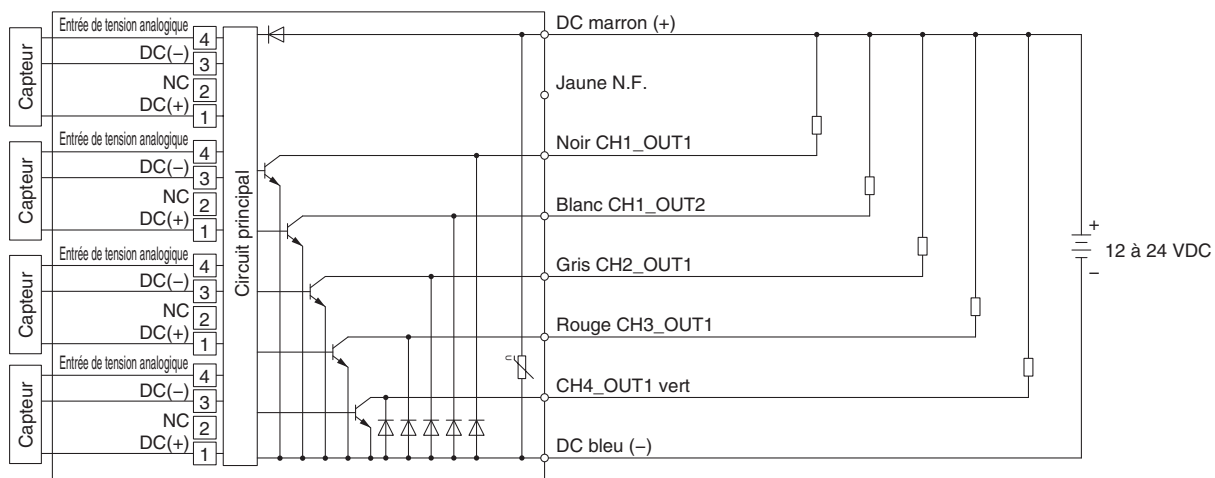 Capteur
Entrée de tension analogique 4
DC(−) 3
NC 2
DC(+) 1
Capteur
Entrée de tension analogique 4
DC(−) 3
NC 2
DC(+) 1
Capteur
Entrée de tension analogique 4
DC(−) 3
NC 2
DC(+) 1
Capteur
Entrée de tension analogique 4
DC(−) 3
NC 2
DC(+) 1
Circuit principal
DC marron (+)
Jaune N.F.
Noir CH1_OUT1
Blanc CH1_OUT2
Gris CH2_OUT1
Rouge CH3_OUT1
CH4_OUT1 vert
DC bleu (−)
+
12 à 24 VDC
−